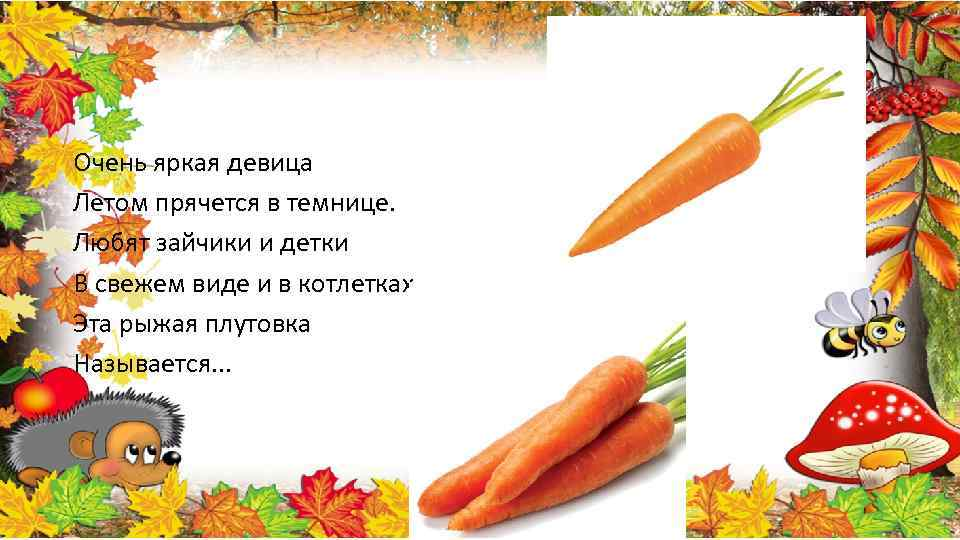 Очень яркая девица
Летом прячется в темнице.
Любят зайчики и детки
В свежем виде и в котлетках
Эта рыжая плутовка
Называется...